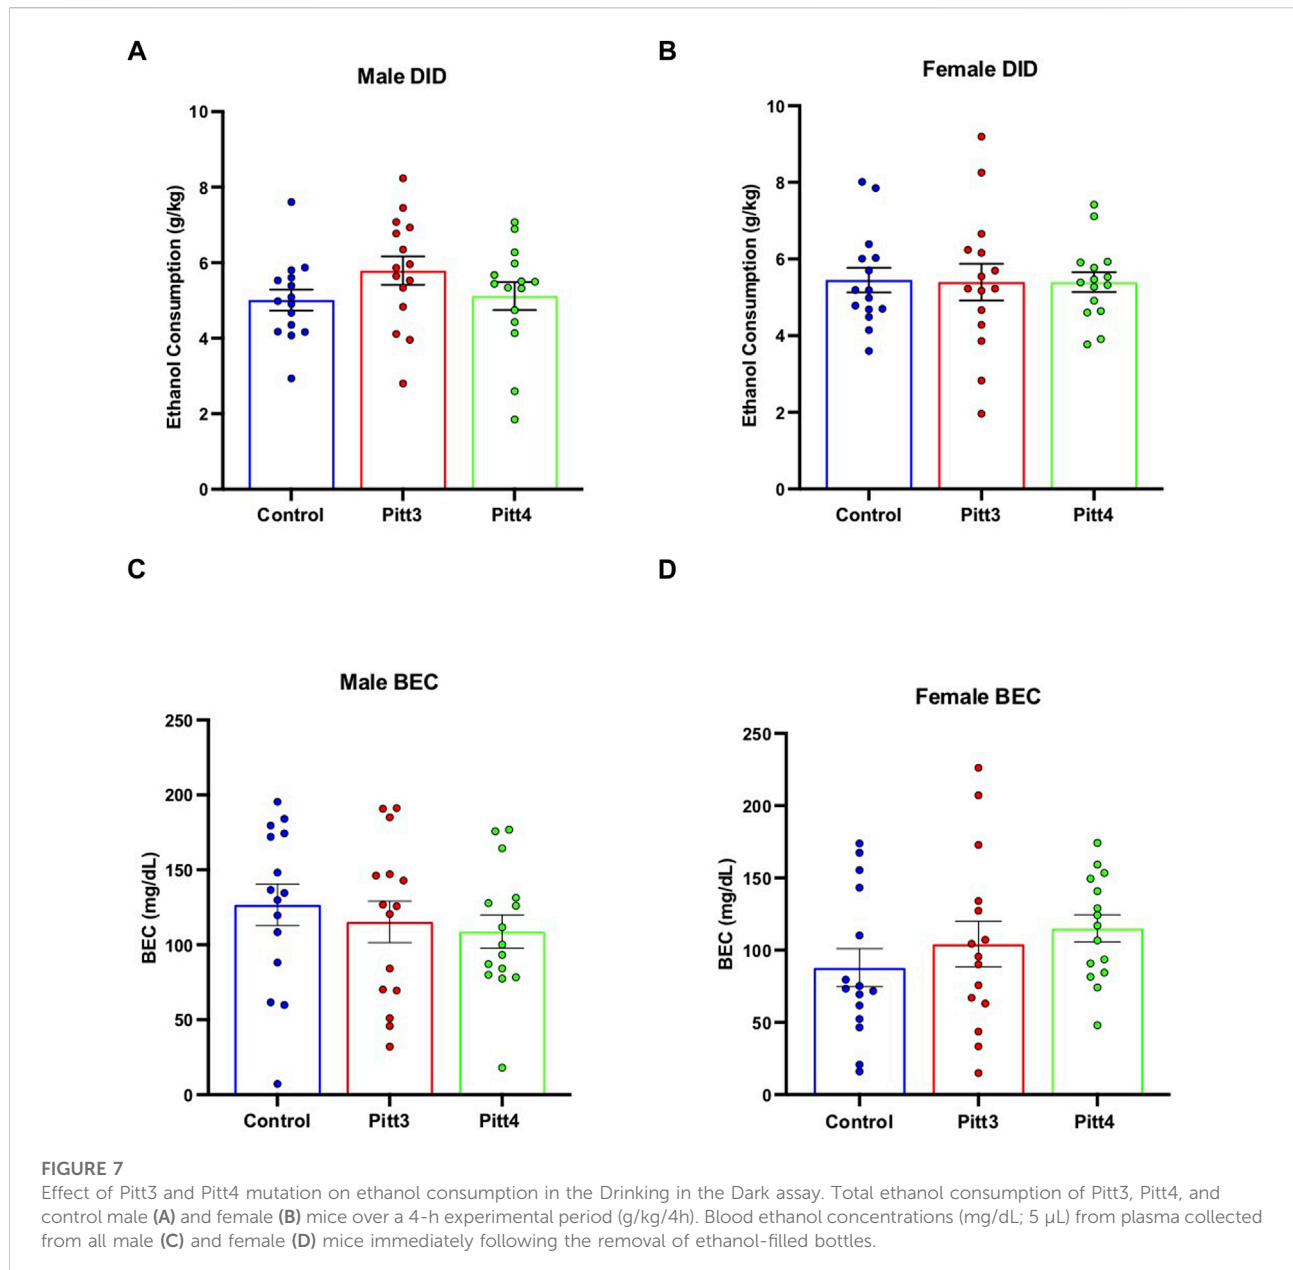 A
Male DID
10
8
6
4
2
0
Ethanol Consumption (g/kg)
Control Pitt3 Pitt4
B
Female DID
10
8
6
4
2
0
Ethanol Consumption (g/kg)
Control Pitt3 Pitt4
C
Male BEC
250
200
150
100
50
0
BEC (mg/dL)
Control Pitt3 Pitt4
D
Female BEC
250
200
150
100
50
0
BEC (mg/dL)
Control Pitt3 Pitt4
FIGURE 7
Effect of Pitt3 and Pitt4 mutation on ethanol consumption in the Drinking in the Dark assay. Total ethanol consumption of Pitt3, Pitt4, and
control male (A) and female (B) mice over a 4-h experimental period (g/kg/4h). Blood ethanol concentrations (mg/dL; 5 µL) from plasma collected
from all male (C) and female (D) mice immediately following the removal of ethanol-filled bottles.